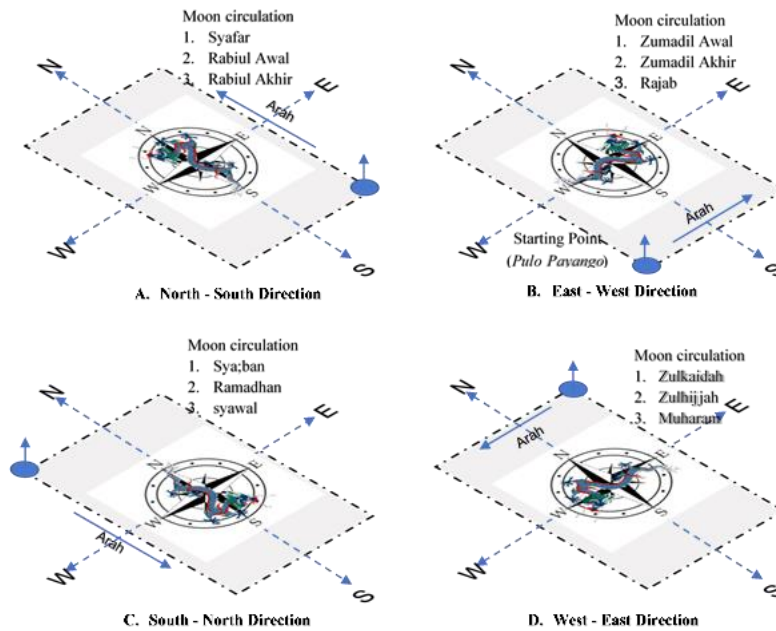 Moon circulation
1. Syafar
2. Rabiul Awal
3. Rabiul Akhir
N
E
Arah
N
E
W
S
W
S
A. North - South Direction
Moon circulation
1. Zumadil Awal
2. Zumadil Akhir
3. Rajab
N
E
N
E
W
S
Arah
Starting Point
(Pulo Payango)
W
S
B. East - West Direction
Moon circulation
1. Sya;ban
2. Ramadhan
3. syawal
N
E
N
E
W
S
Arah
W
S
C. South - North Direction
Moon circulation
1. Zulkaidah
2. Zulhijjah
3. Muharam
N
E
Arah
N
E
W
S
W
S
D. West - East Direction